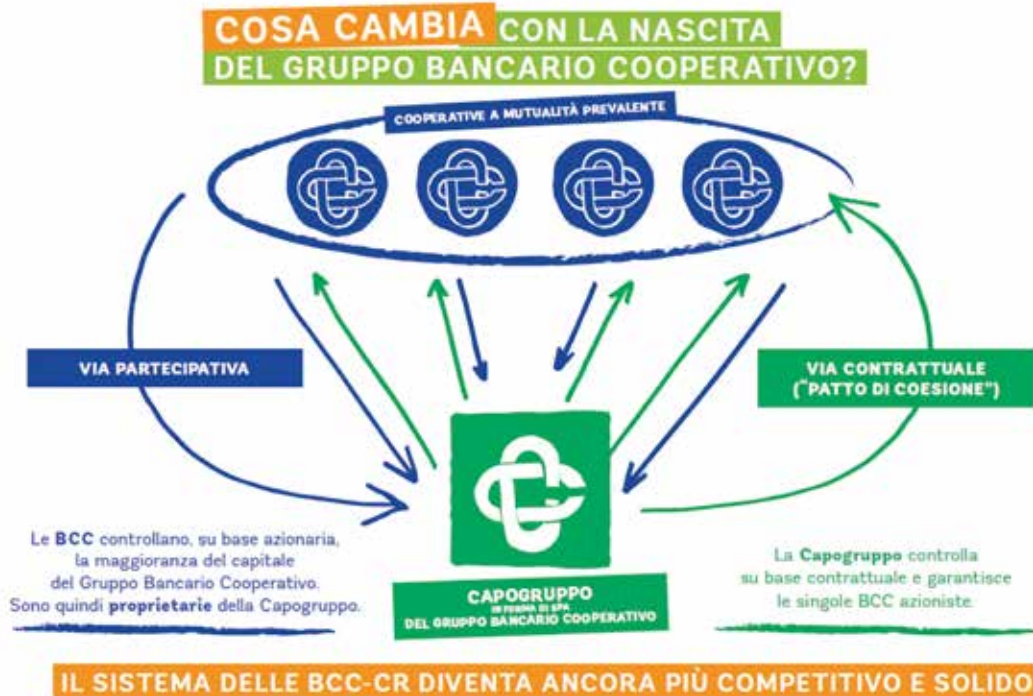 COSA CAMBIA CON LA NASCITA
DEL GRUPPO BANCARIO COOPERATIVO?
COOPERATIVE A MUTUALITÀ PREVALENTE
VIA PARTECIPATIVA
VIA CONTRATTUALE
("PATTO DI COESIONE")
Le BCC controllano, su base azionaria,
la maggioranza del capitale
del Gruppo Bancario Cooperativo.
Sono quindi proprietarie della Capogruppo.
CAPOGRUPPO
IN FORMA DI SPA
DEL GRUPPO BANCARIO COOPERATIVO
La Capogruppo controlla
su base contrattuale e garantisce
le singole BCC azioniste.
IL SISTEMA DELLE BCC-CR DIVENTA ANCORA PIÙ COMPETITIVO E SOLIDO